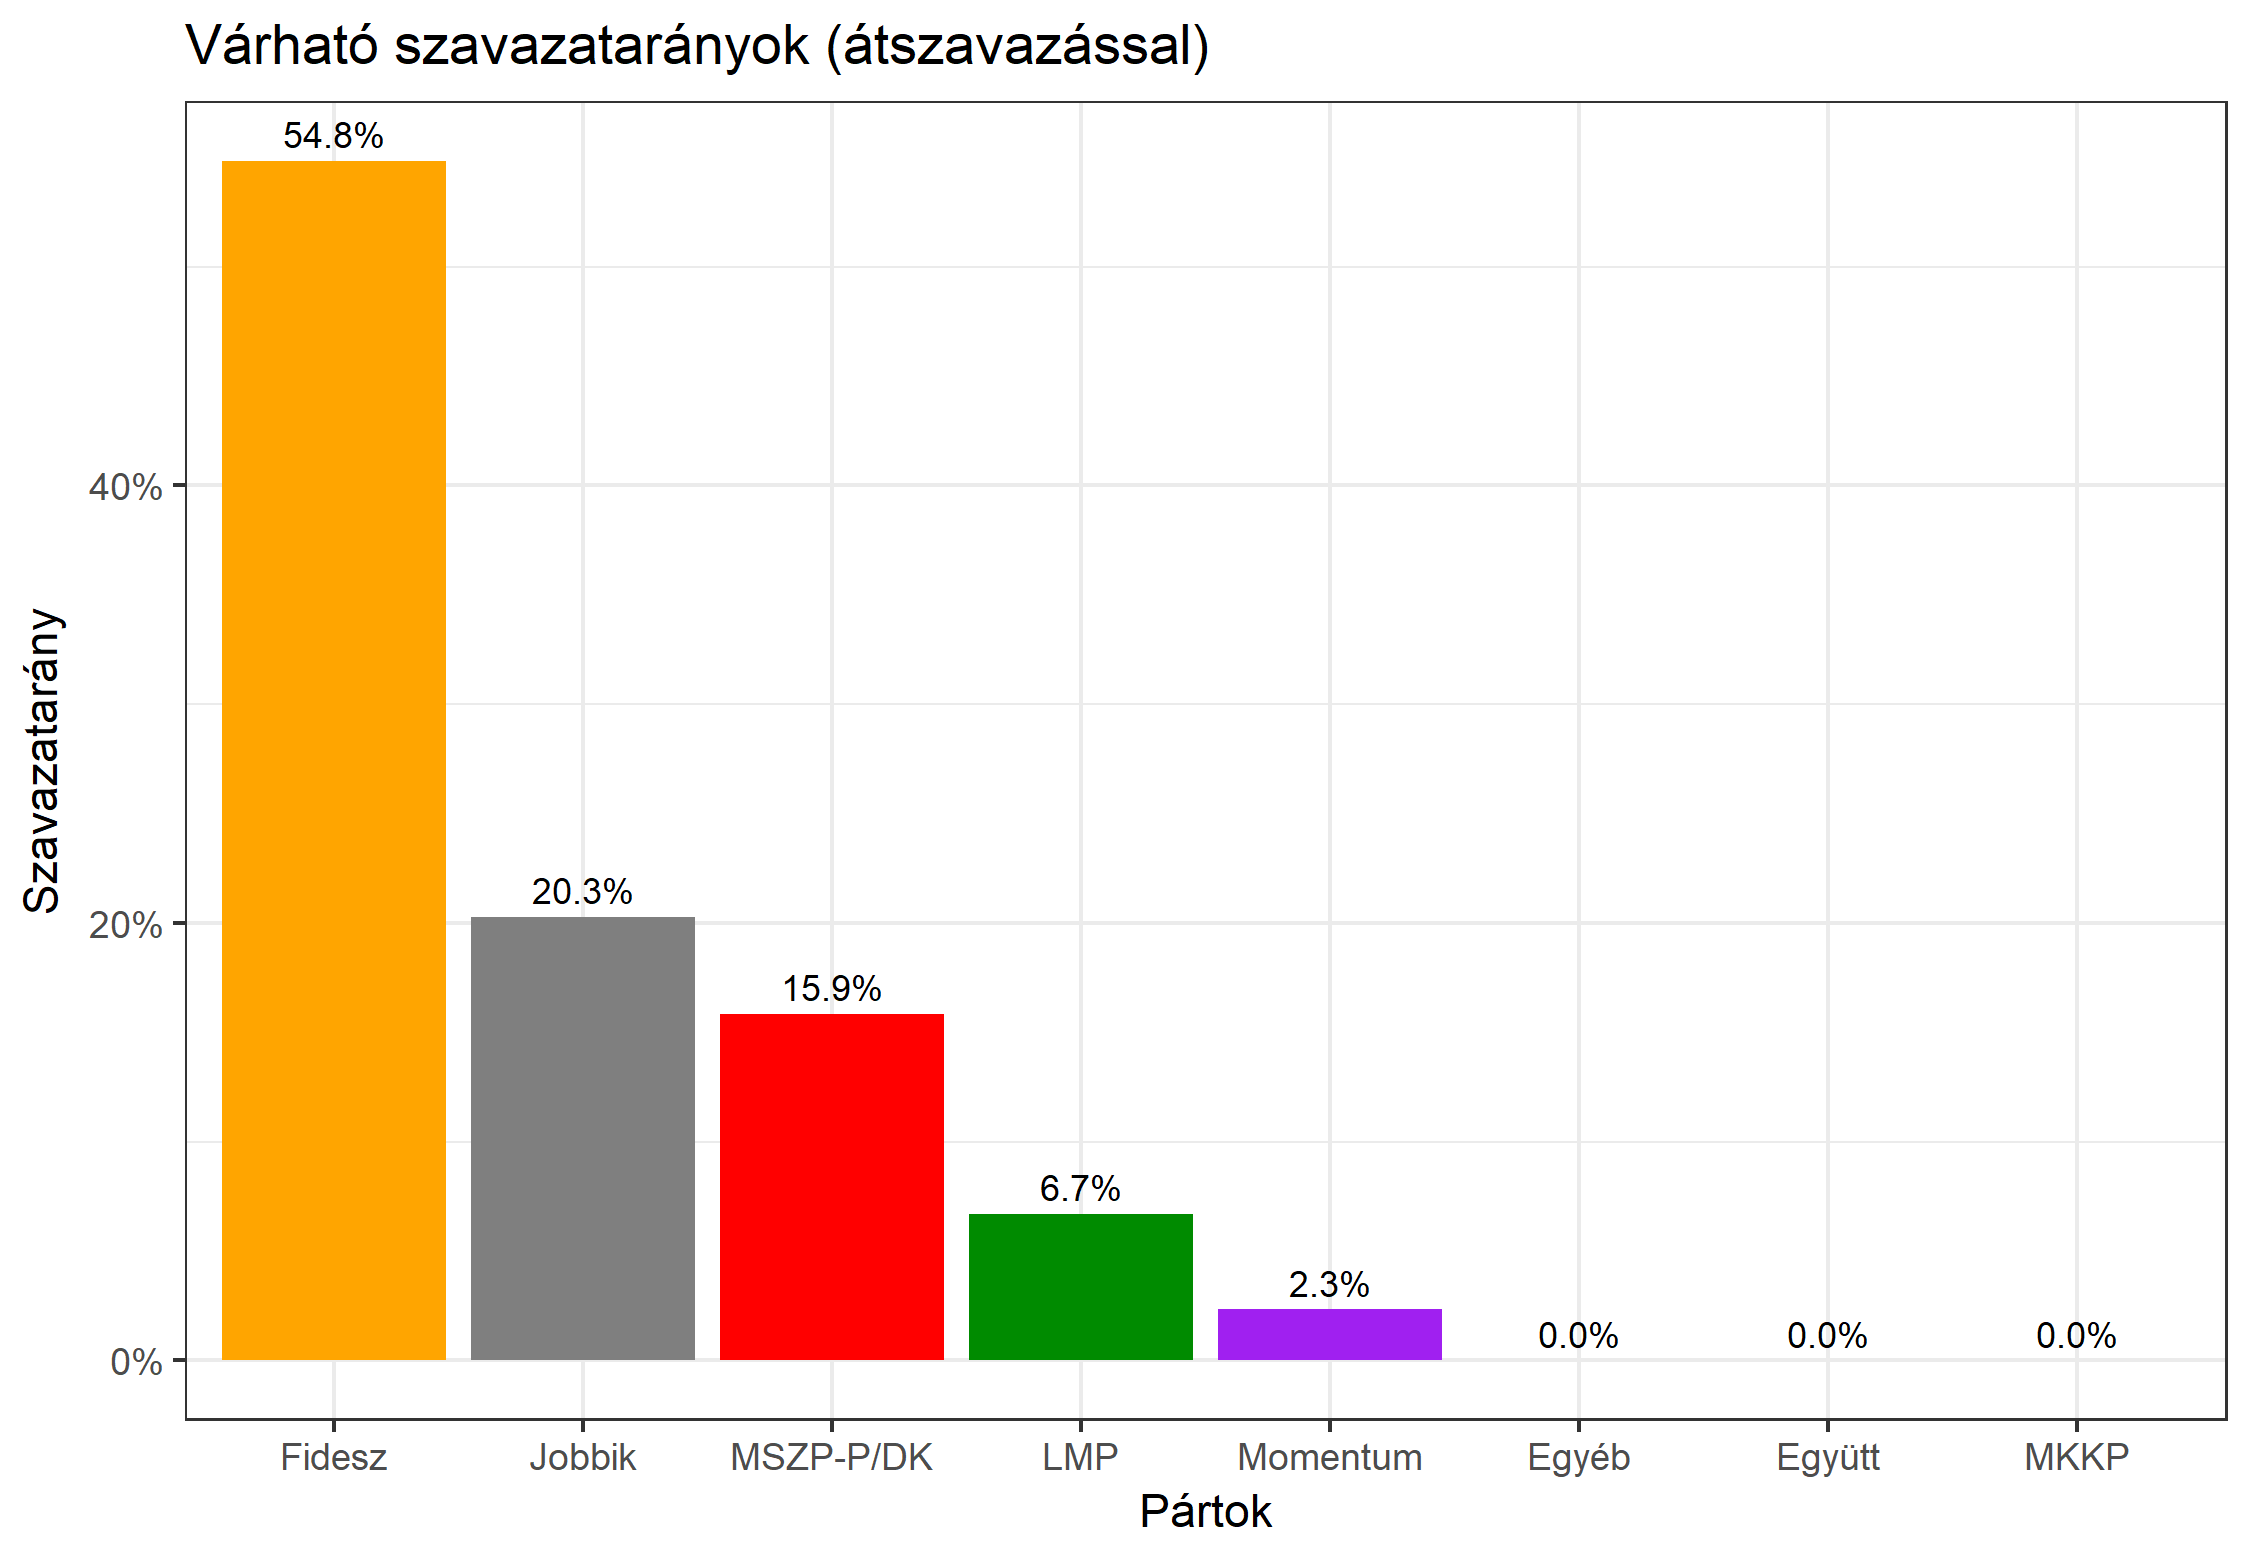 Várható szavazatarányok (átszavazással)
54.8%
20.3%
15.9%
6.7%
2.3%
0.0%
0.0%
0.0%
40%
20%
0%
Szavazatarány
Fidesz
Jobbik
MSZP-P/DK
LMP
Momentum
Egyéb
Együtt
MKKP
Pártok